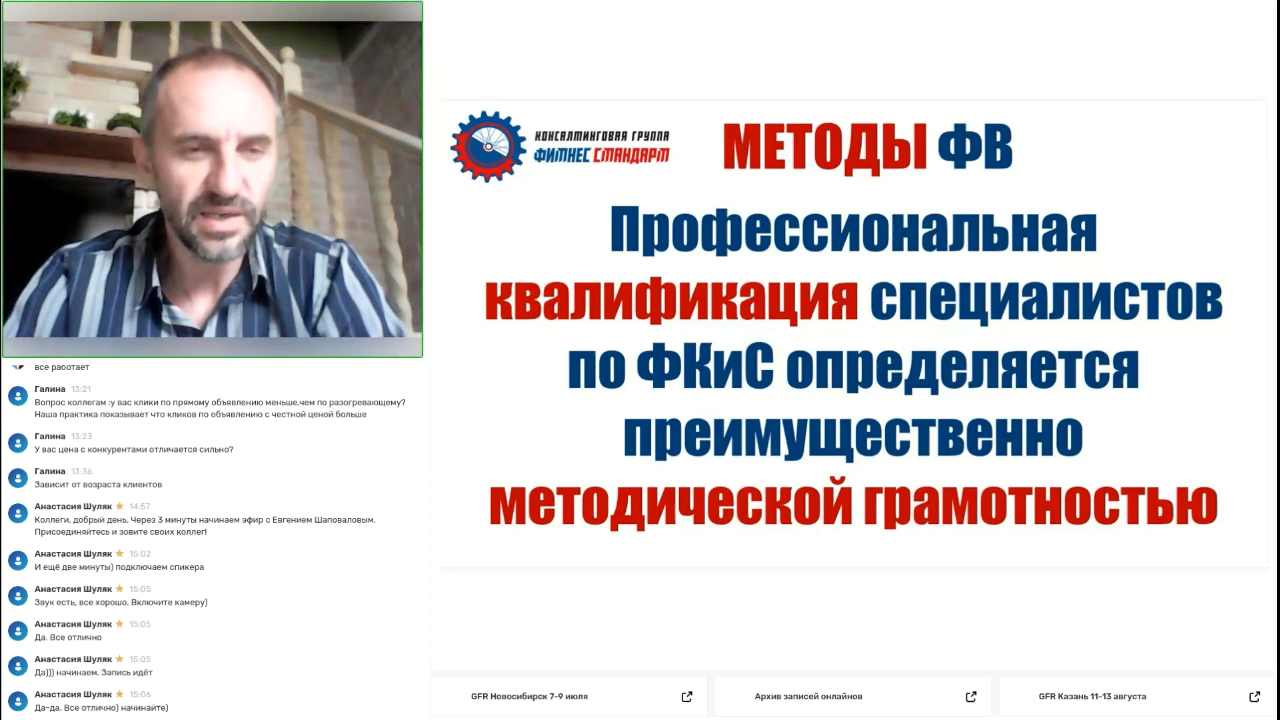 все работает
Галина 13:21
Вопрос коллегам :у вас клики по прямому объявлению меньше,чем по разогревающему?
Наша практика показывает что кликов по объявлению с честной ценой больше
Галина 13:23
У вас цена с конкурентами отличается сильно?
Галина 13:36
Зависит от возраста клиентов
Анастасия Шуляк 14:57
Коллеги, добрый день. Через 3 минуты начинаем эфир с Евгением Шаповаловым.
Присоединяйтесь и зовите своих коллег!
Анастасия Шуляк 15:02
И ещё две минуты) подключаем спикера
Анастасия Шуляк 15:05
Звук есть, все хорошо. Включите камеру)
Анастасия Шуляк 15:05
Да. Все отлично
Анастасия Шуляк 15:05
Да))) начинаем. Запись идёт
Анастасия Шуляк 15:06
Да-да. Все отлично) начинайте)
КОНСАЛТИНГОВАЯ ГРУППА
ФИТНЕС СТАНДАРТ
МЕТОДЫ ФВ
Профессиональная
квалификация специалистов
по ФКиС определяется
преимущественно
методической грамотностью
GFR Новосибирск 7-9 июля
Архив записей онлайнов
GFR Казань 11-13 августа